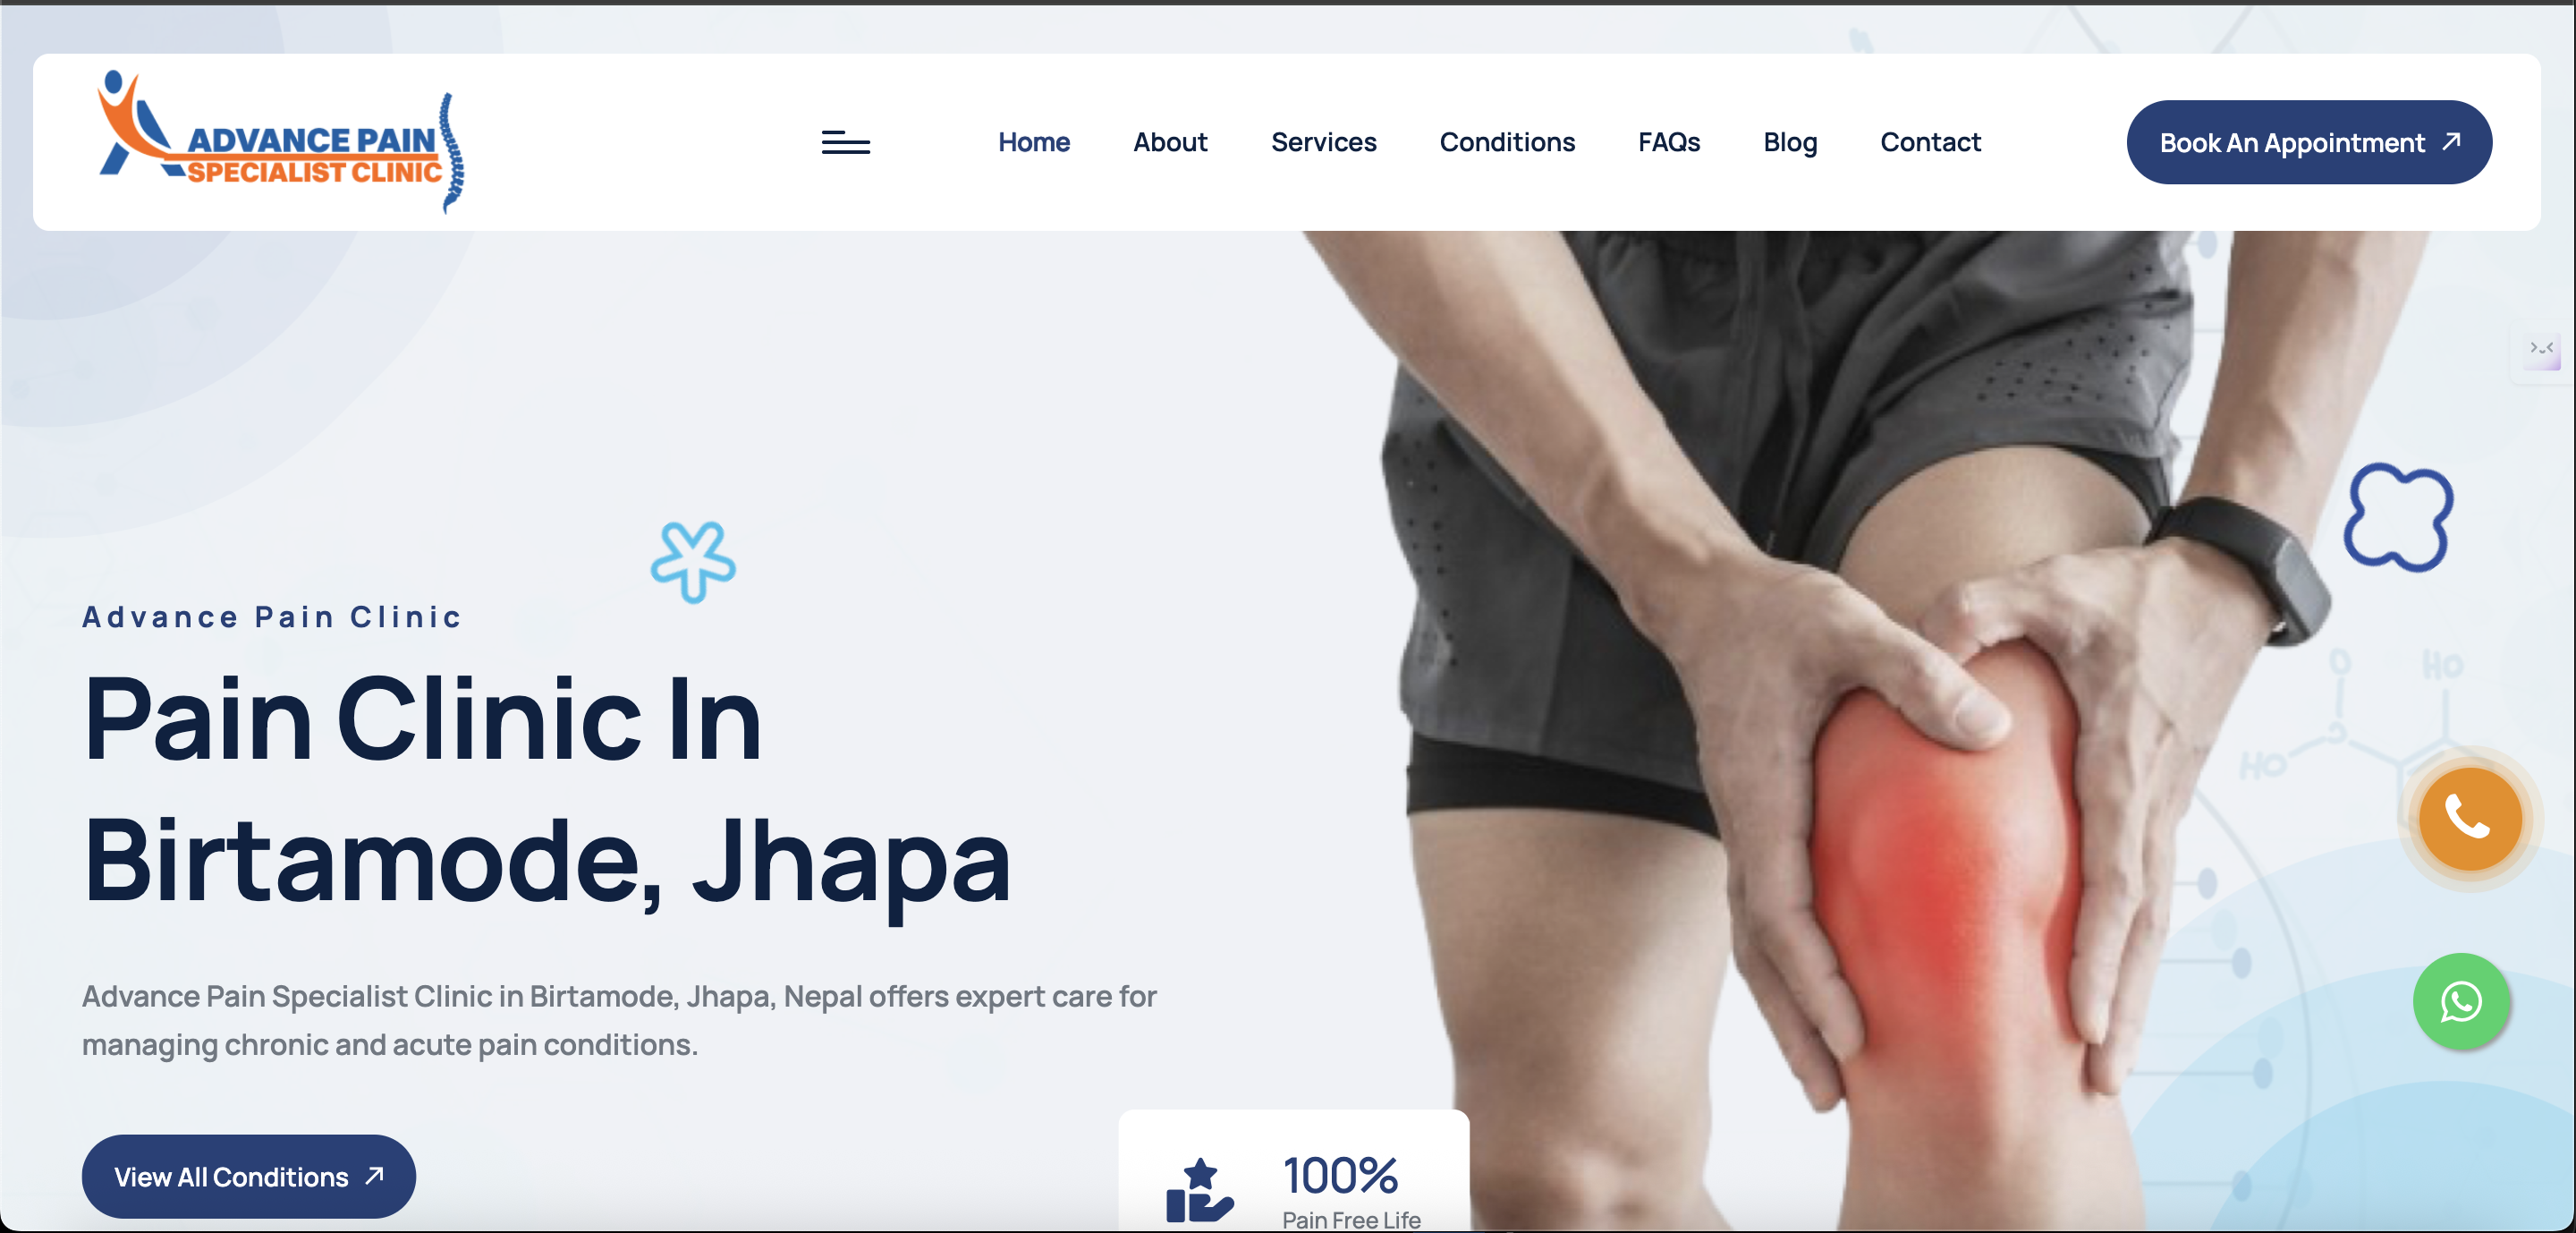 ADVANCE PAIN
SPECIALIST CLINIC
Home About Services Conditions FAQs Blog Contact
Book An Appointment
Advance Pain Clinic
Pain Clinic In
Birtamode, Jhapa
Advance Pain Specialist Clinic in Birtamode, Jhapa, Nepal offers expert care for
managing chronic and acute pain conditions.
View All Conditions
100%
Pain Free Life
O
HO
S
HO